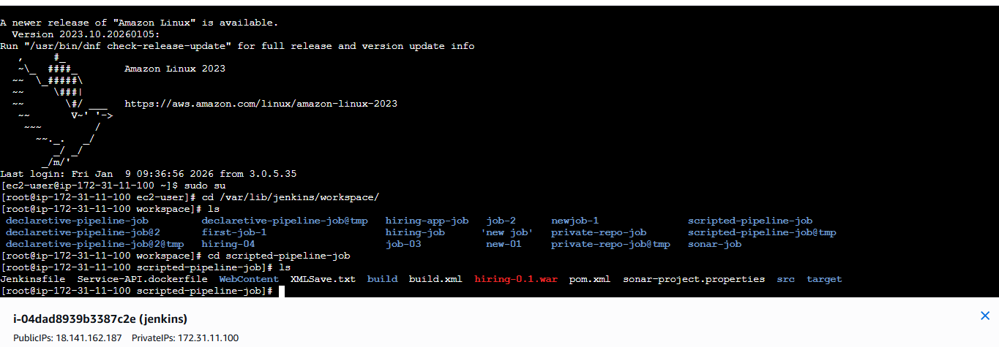 A newer release of "Amazon Linux" is available.
  Version 2023.10.20260105:
Run "/usr/bin/dnf check-release-update" for full release and version update info
   ,     #_
   ~\_  ####_        Amazon Linux 2023
  ~~  \_#####\
  ~~     \###|
  ~~       \#/ ___   https://aws.amazon.com/linux/amazon-linux-2023
   ~~       V~' '->
    ~~~         /
      ~~._.   _/
         _/ _/
       _/m/'
Last login: Fri Jan  9 09:36:56 2026 from 3.0.5.35
[ec2-user@ip-172-31-11-100 ~]$ sudo su
[root@ip-172-31-11-100 ec2-user]# cd /var/lib/jenkins/workspace/
[root@ip-172-31-11-100 workspace]# ls
 declaretive-pipeline-job         declaretive-pipeline-job@tmp   hiring-app-job   job-2      newjob-1               scripted-pipeline-job
 declaretive-pipeline-job@2       first-job-1                    hiring-job      'new job'   private-repo-job       scripted-pipeline-job@tmp
 declaretive-pipeline-job@2@tmp   hiring-04                      job-03           new-01     private-repo-job@tmp   sonar-job
[root@ip-172-31-11-100 workspace]# cd scripted-pipeline-job
[root@ip-172-31-11-100 scripted-pipeline-job]# ls
Jenkinsfile  Service-API.dockerfile  WebContent  XMLSave.txt  build  build.xml  hiring-0.1.war  pom.xml  sonar-project.properties  src  target
[root@ip-172-31-11-100 scripted-pipeline-job]#
i-04dad8939b3387c2e (jenkins)
PublicIPs: 18.141.162.187    PrivateIPs: 172.31.11.100